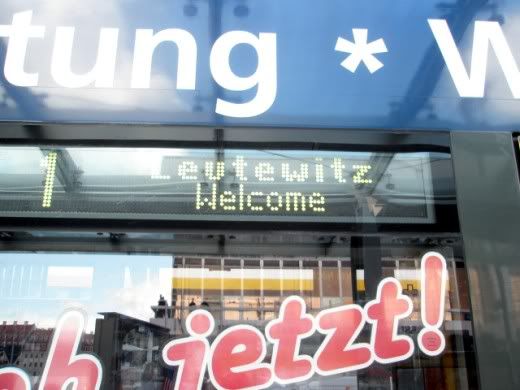 tung * W
1 Leutewitz
Welcome
jetzt!